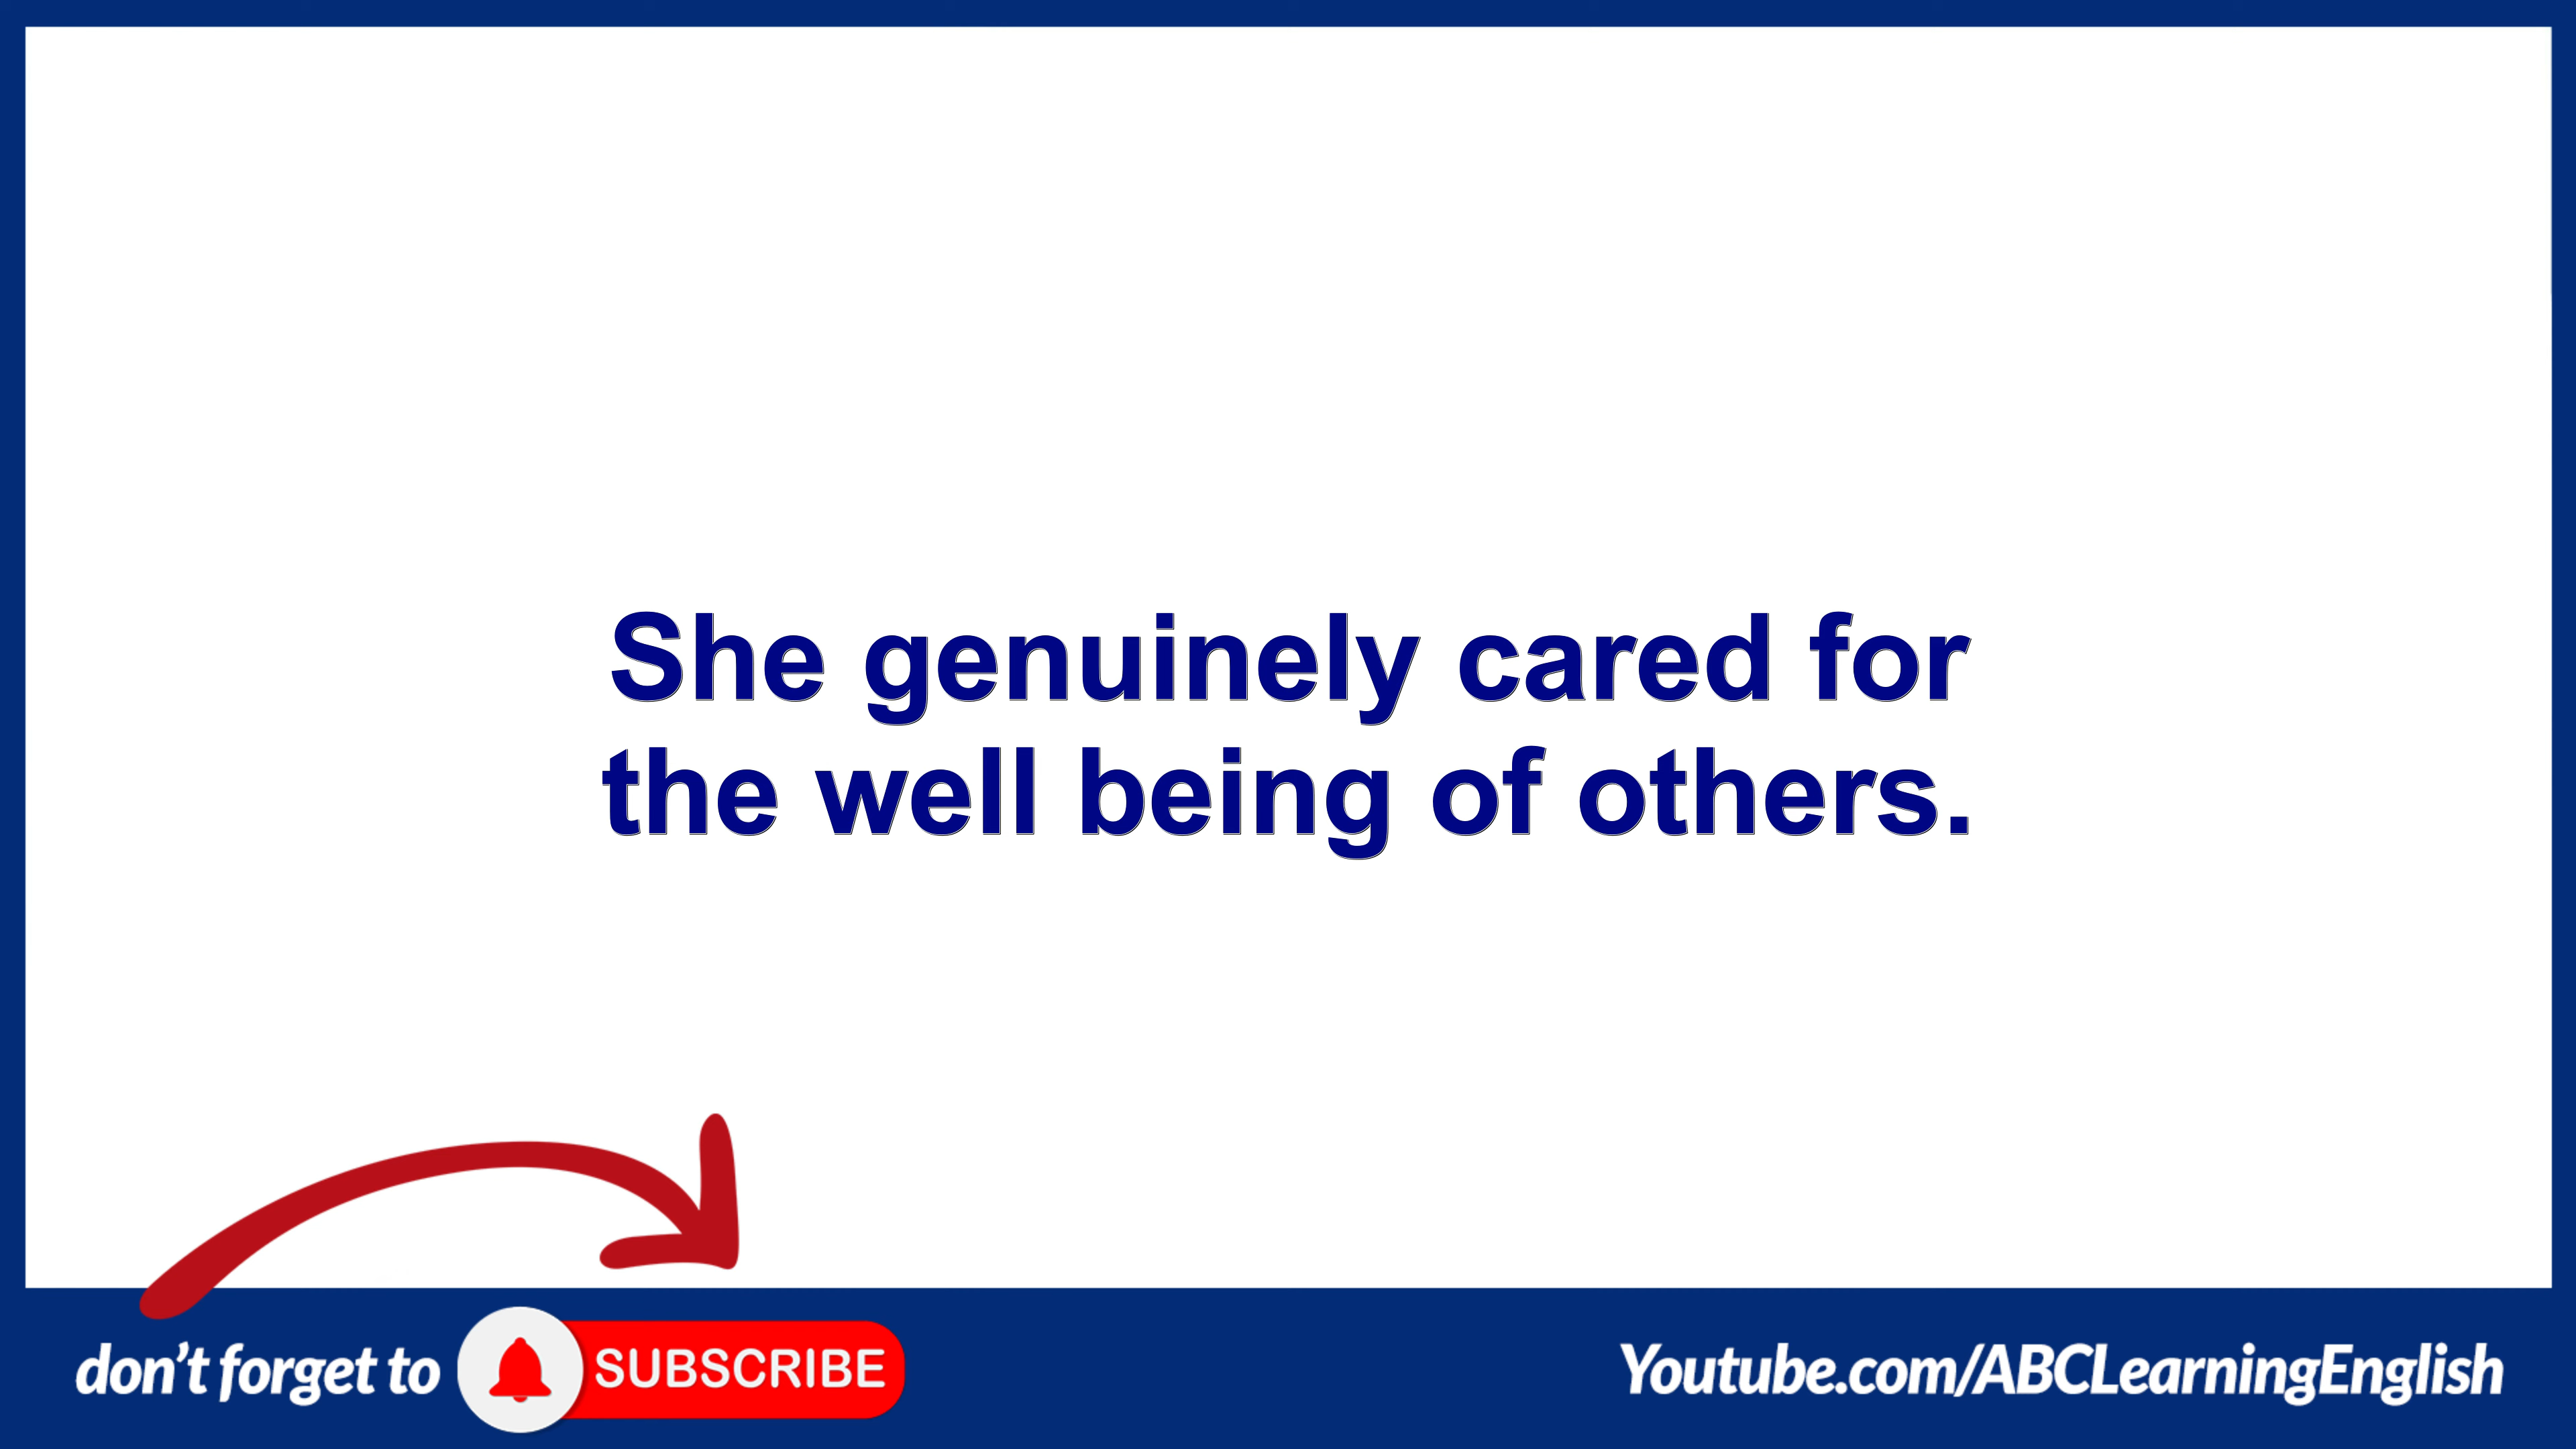 She genuinely cared for
the well being of others.
don't forget to SUBSCRIBE
Youtube.com/ABCLearningEnglish